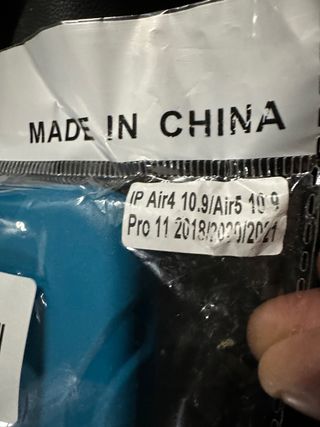 MADE IN CHINA
IP Air4 10.9/Air5 10.9
Pro 11 2018/2020/2021